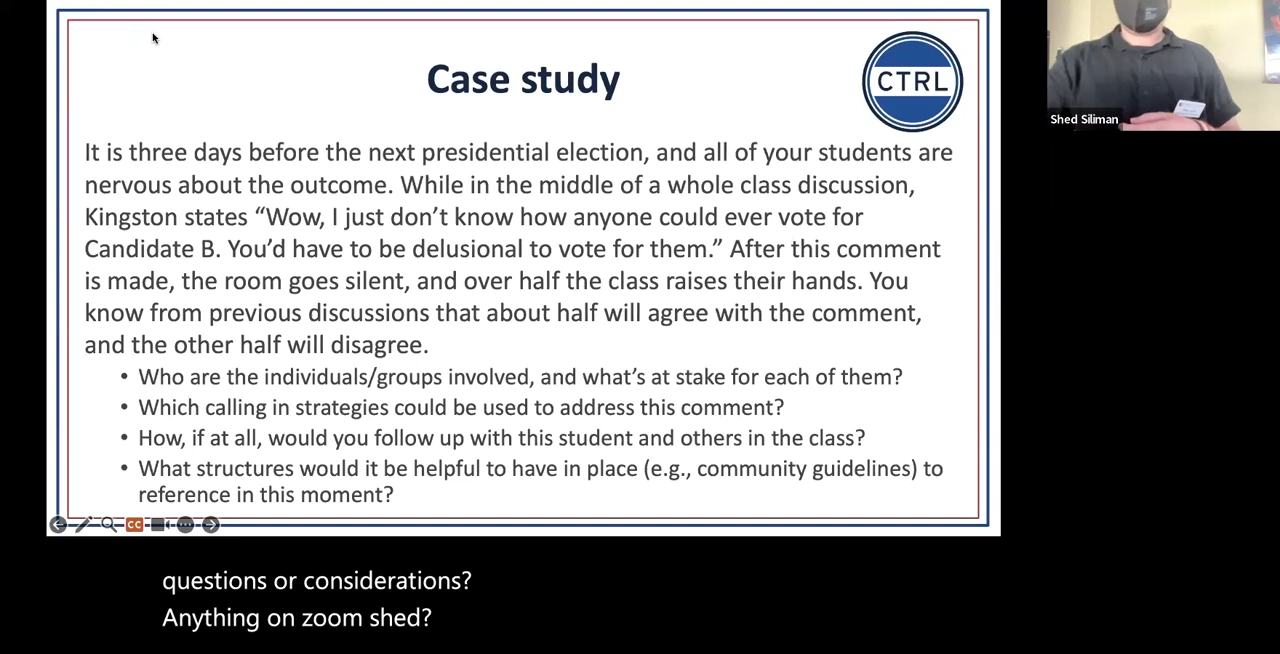 Case study
CTRL
Shed Siliman
It is three days before the next presidential election, and all of your students are
nervous about the outcome. While in the middle of a whole class discussion,
Kingston states “Wow, I just don’t know how anyone could ever vote for
Candidate B. You’d have to be delusional to vote for them.” After this comment
is made, the room goes silent, and over half the class raises their hands. You
know from previous discussions that about half will agree with the comment,
and the other half will disagree.
• Who are the individuals/groups involved, and what’s at stake for each of them?
• Which calling in strategies could be used to address this comment?
• How, if at all, would you follow up with this student and others in the class?
• What structures would it be helpful to have in place (e.g., community guidelines) to
reference in this moment?
CC
questions or considerations?
Anything on zoom shed?